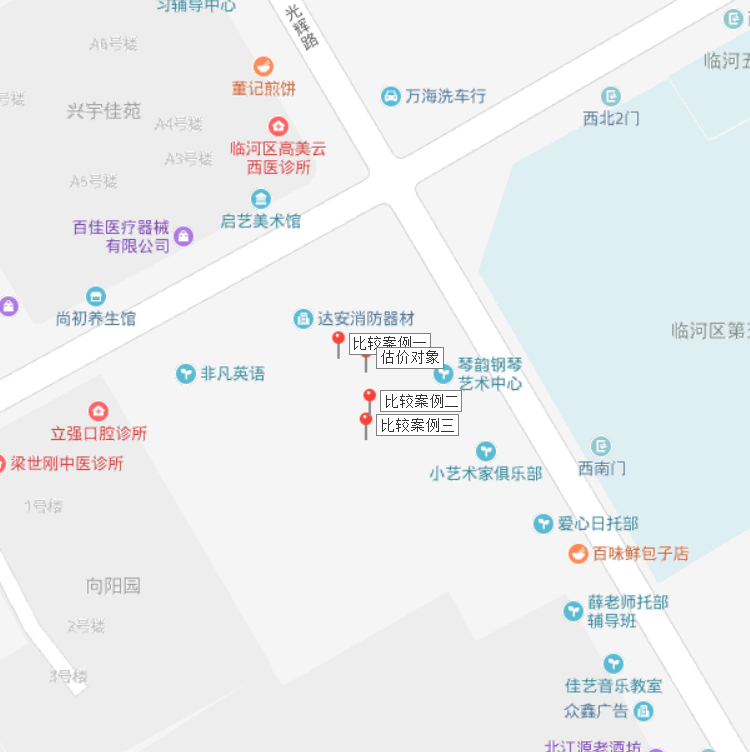 习辅导中心
光辉路
A6号楼
董记煎饼
临河五
万海洗车行
号楼
兴宇佳苑
A4号楼
西北2门
临河区高美云
西医诊所
A3号楼
A5号楼
启艺美术馆
百佳医疗器械
有限公司
尚初养生馆
达安消防器材
临河区第五
比较案例一
估价对象
非凡英语
琴韵钢琴
艺术中心
比较案例二
比较案例三
立强口腔诊所
梁世刚中医诊所
小艺术家俱乐部
西南门
1号楼
爱心日托部
百味鲜包子店
向阳园
薛老师托部
辅导班
2号楼
3号楼
佳艺音乐教室
众鑫广告
北江源老酒坊